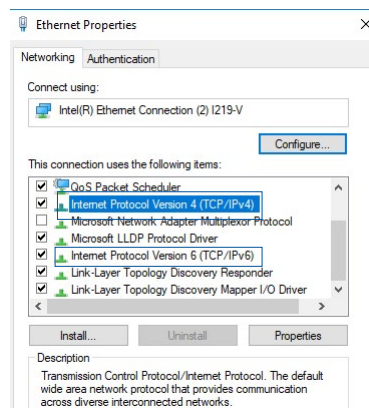 Ethernet Properties
Networking Authentication
Connect using:
Intel(R) Ethernet Connection (2) I219-V
Configure...
This connection uses the following items:
QoS Packet Scheduler
Internet Protocol Version 4 (TCP/IPv4)
Microsoft Network Adapter Multiplexor Protocol
Microsoft LLDP Protocol Driver
Internet Protocol Version 6 (TCP/IPv6)
Link-Layer Topology Discovery Responder
Link-Layer Topology Discovery Mapper I/O Driver
Install... Uninstall Properties
Description
Transmission Control Protocol/Internet Protocol. The default
wide area network protocol that provides communication
across diverse interconnected networks.